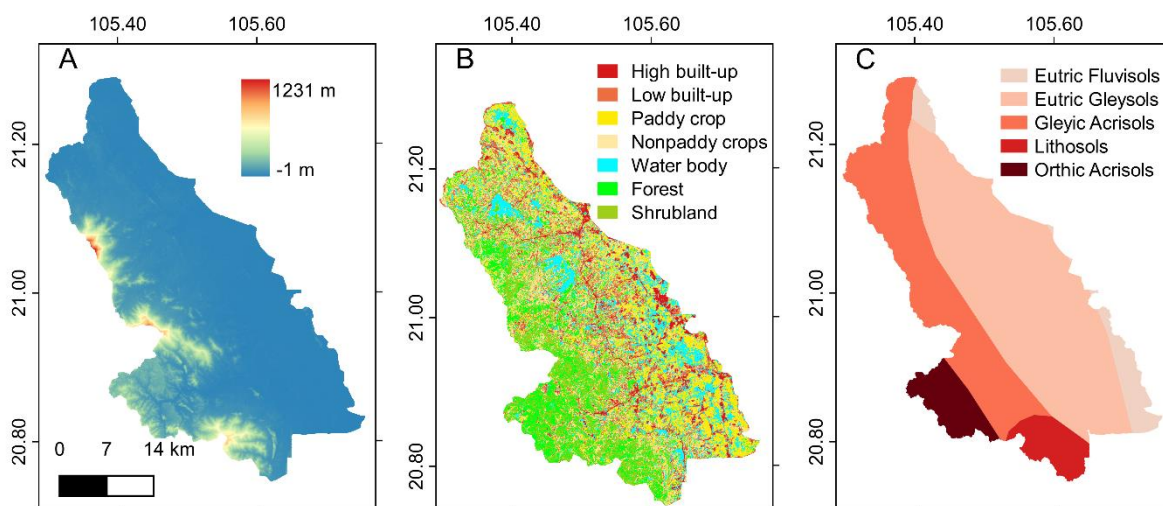 105.40 105.60
A
1231 m
-1 m
21.20
21.00
20.80
0 7 14 km
105.40 105.60
B
High built-up
Low built-up
Paddy crop
Nonpaddy crops
Water body
Forest
Shrubland
21.20
21.00
20.80
105.40 105.60
C
Eutric Fluvisols
Eutric Gleysols
Gleyic Acrisols
Lithosols
Orthic Acrisols
21.20
21.00
20.80